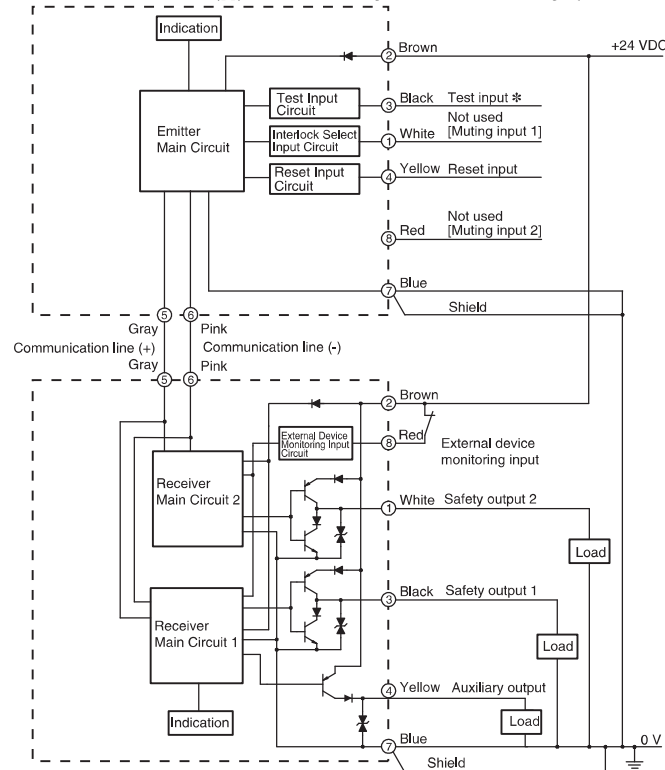 Indication
② Brown
+24 VDC
Emitter
Main Circuit
Test Input
Circuit
③ Black Test input *
Interlock Select
Input Circuit
① White
Not used
[Muting input 1]
Reset Input
Circuit
④ Yellow Reset input
⑧ Red
Not used
[Muting input 2]
⑦ Blue
Shield
⑤ ⑥
Gray Pink
Communication line (+) Communication line (-)
Gray Pink
⑤ ⑥
② Brown
External Device
Monitoring Input
Circuit
⑧ Red
External device
monitoring input
Receiver
Main Circuit 2
① White Safety output 2
Load
③ Black Safety output 1
Load
Receiver
Main Circuit 1
④ Yellow Auxiliary output
Load
Indication
⑦ Blue
0 V
Shield